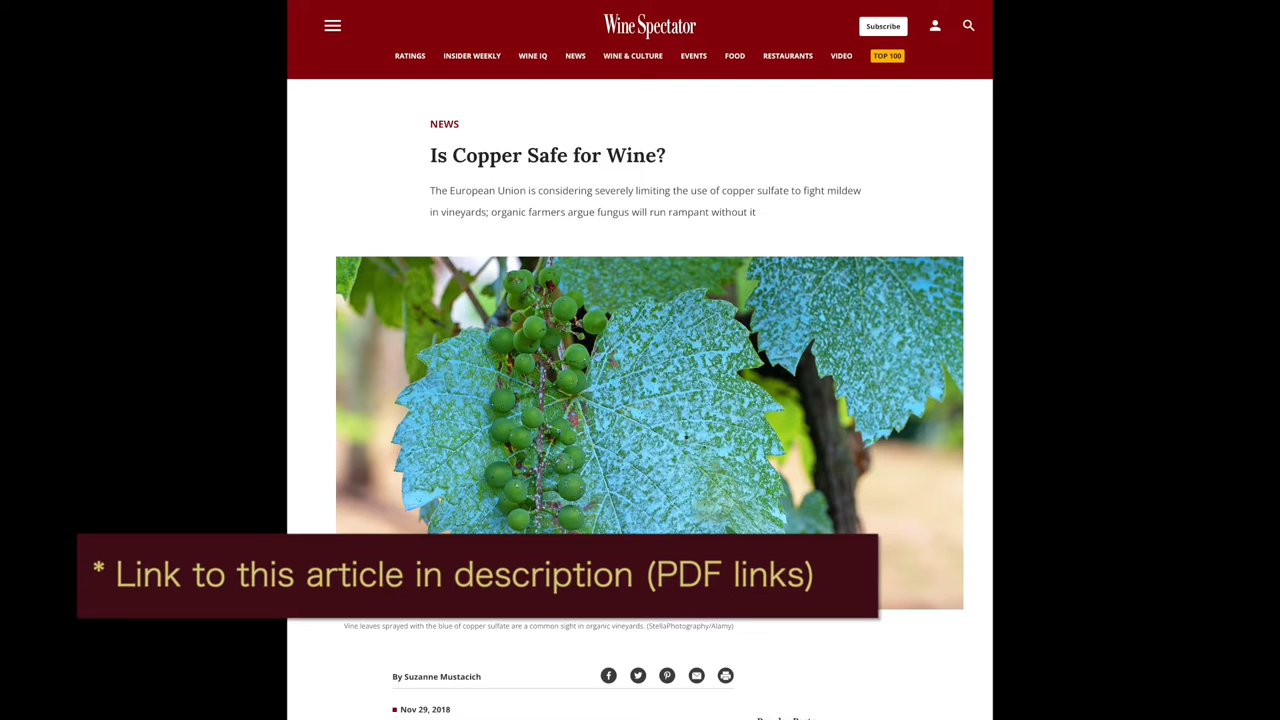 Wine Spectator
Subscribe
RATINGS INSIDER WEEKLY WINE IQ NEWS WINE & CULTURE EVENTS FOOD RESTAURANTS VIDEO TOP 100
NEWS
Is Copper Safe for Wine?
The European Union is considering severely limiting the use of copper sulfate to fight mildew
in vineyards; organic farmers argue fungus will run rampant without it
* Link to this article in description (PDF links)
Vine leaves sprayed with the blue of copper sulfate are a common sight in organic vineyards. (StellaPhotography/Alamy)
By Suzanne Mustacich
Nov 29, 2018